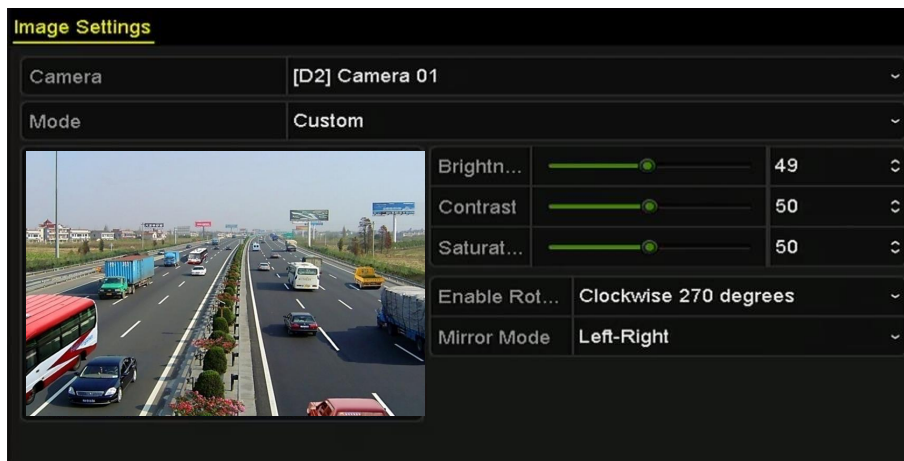 Image Settings
Camera [D2] Camera 01
Mode Custom
Brightn... 49
Contrast 50
Saturat... 50
Enable Rot... Clockwise 270 degrees
Mirror Mode Left-Right